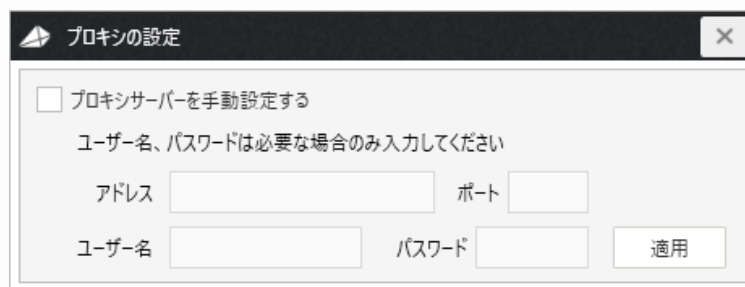 プロキシの設定
プロキシサーバーを手動設定する
ユーザー名、パスワードは必要な場合のみ入力してください
アドレス ポート
ユーザー名 パスワード 適用